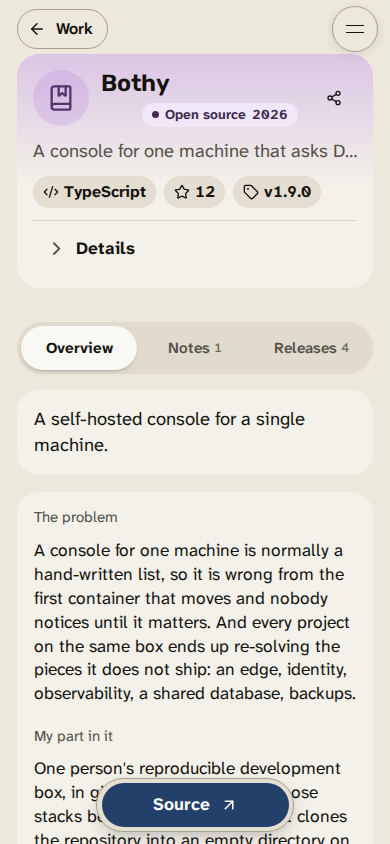 Work
Bothy
Open source 2026
A console for one machine that asks D...
TypeScript
12
v1.9.0
Details
Overview
Notes 1
Releases 4
A self-hosted console for a single
machine.
The problem
A console for one machine is normally a
hand-written list, so it is wrong from the
first container that moves and nobody
notices until it matters. And every project
on the same box ends up re-solving the
pieces it does not ship: an edge, identity,
observability, a shared database, backups.
My part in it
One person's reproducible development
box, in
Source
stacks
clones
the repository into an empty directory on